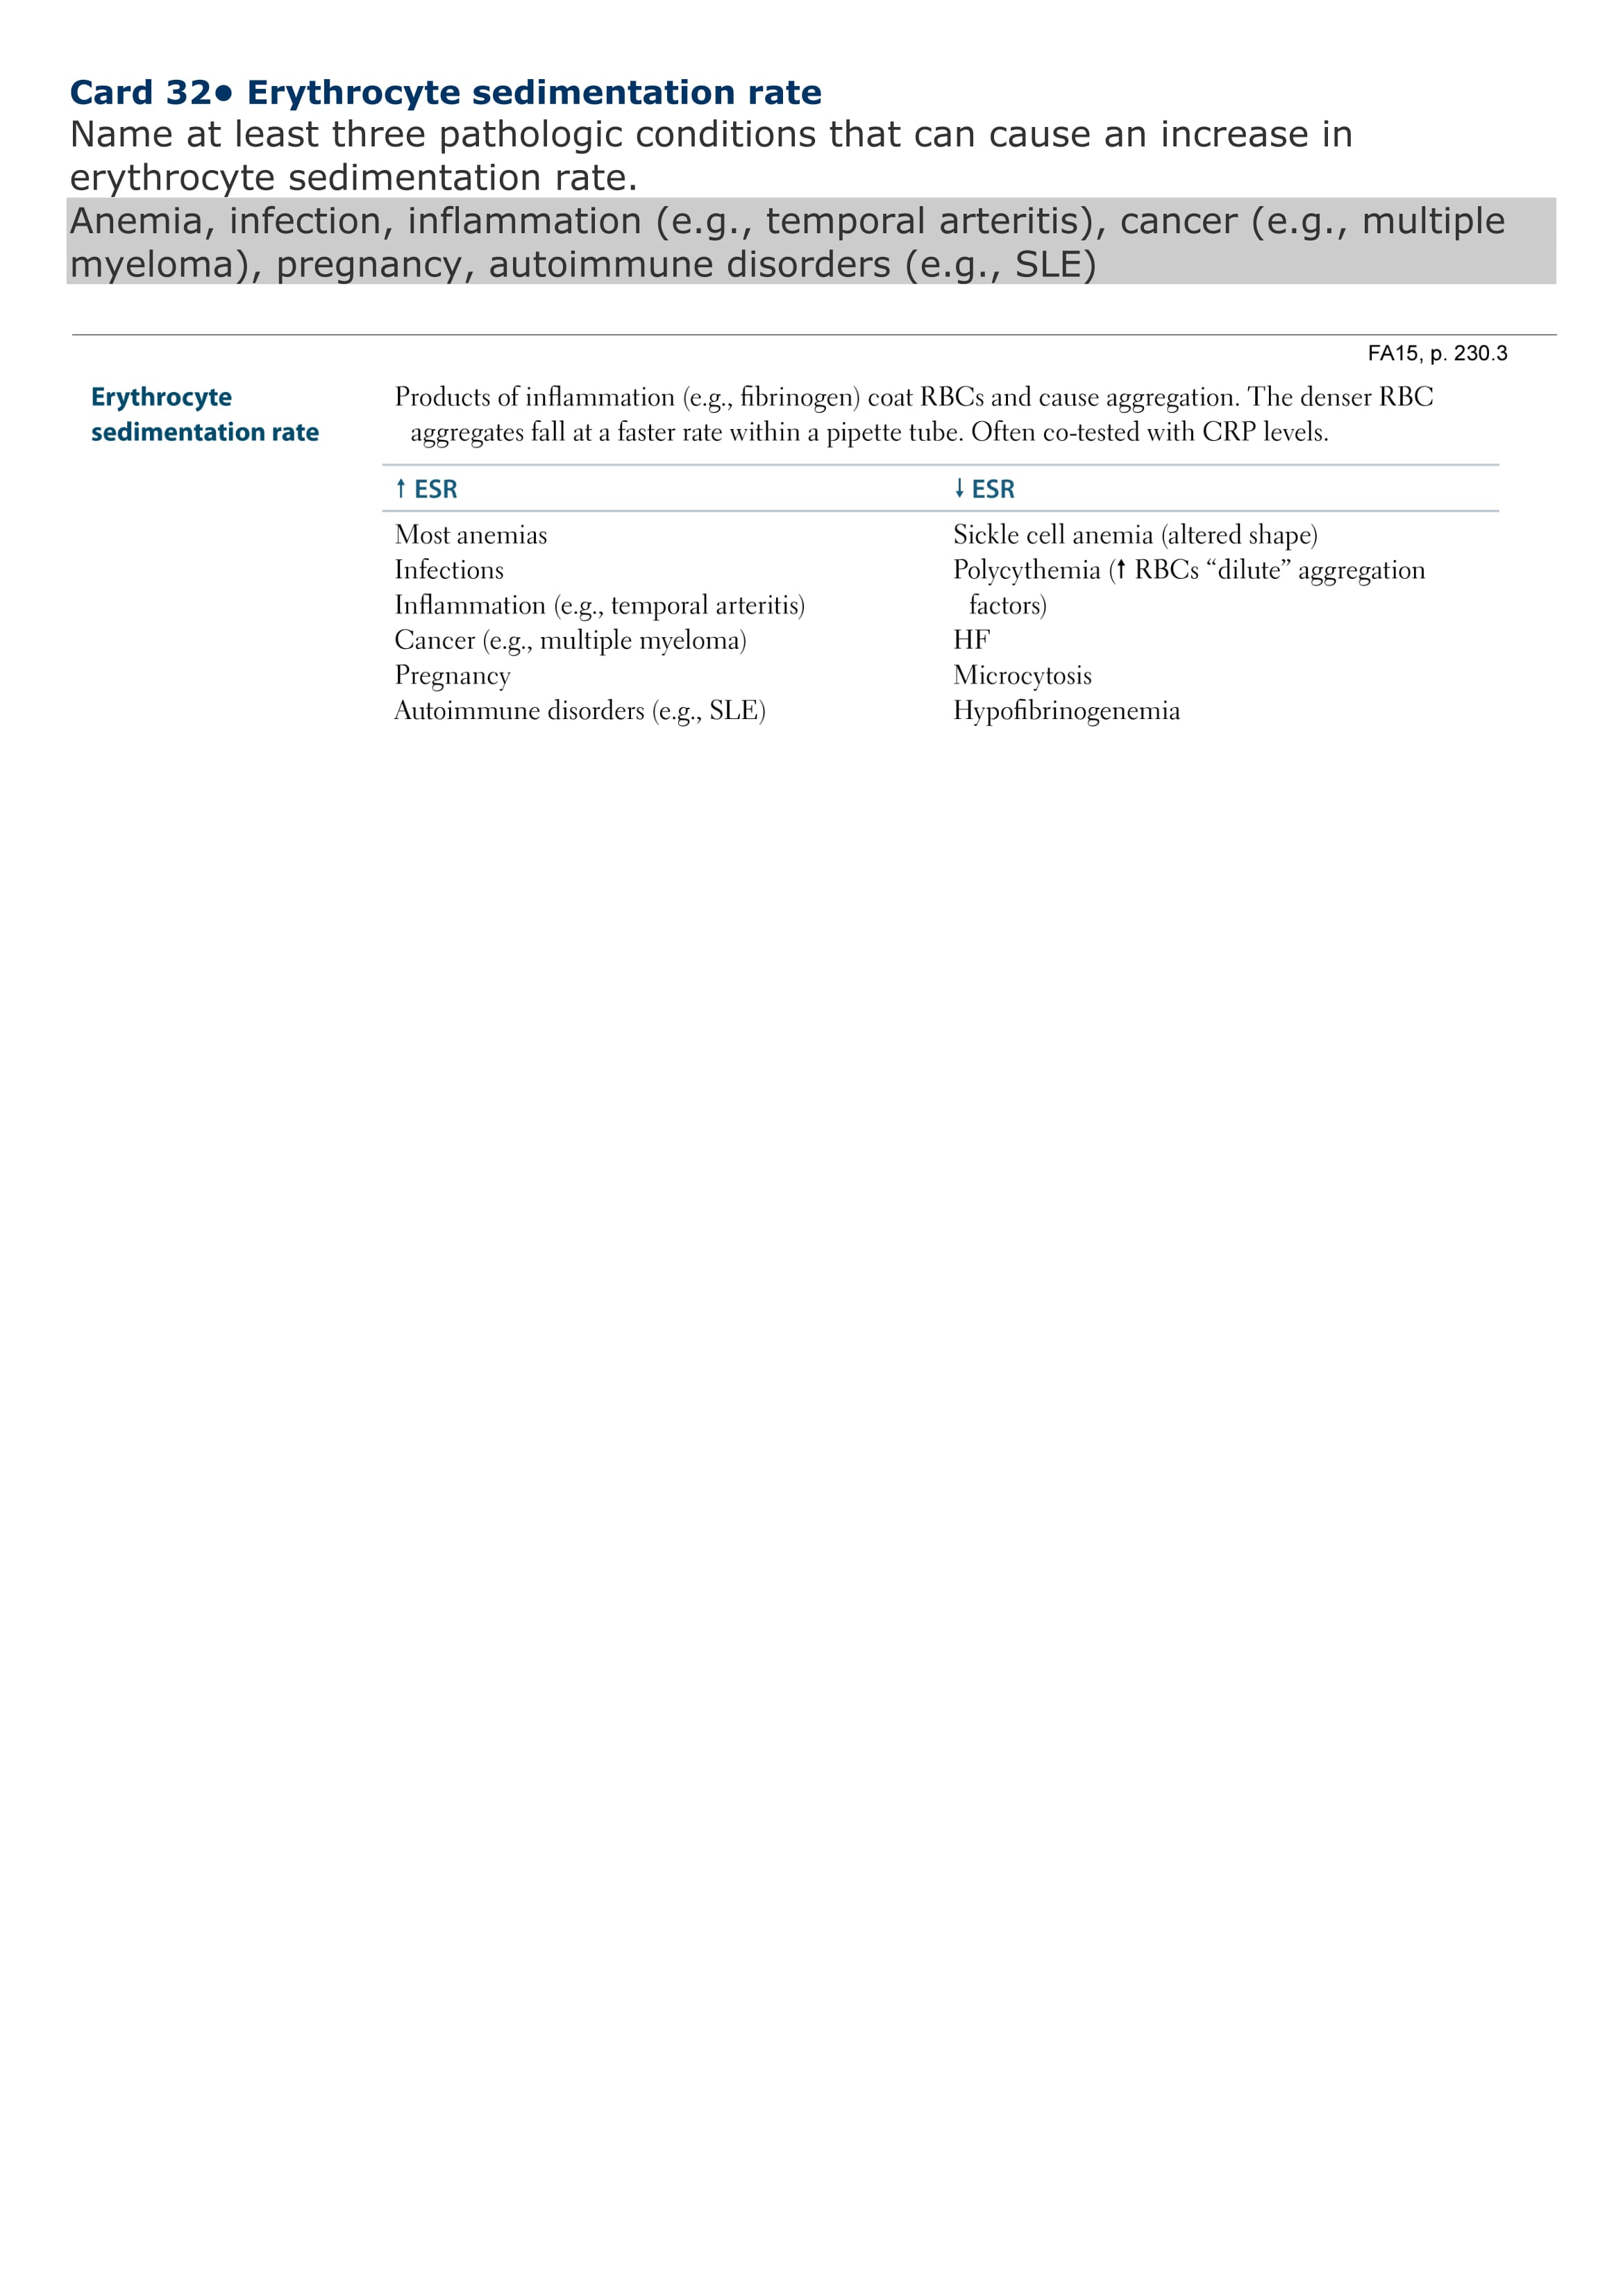 Card 32● Erythrocyte sedimentation rate
Name at least three pathologic conditions that can cause an increase in
erythrocyte sedimentation rate.
Anemia, infection, inflammation (e.g., temporal arteritis), cancer (e.g., multiple
myeloma), pregnancy, autoimmune disorders (e.g., SLE)
FA15, p. 230.3
Erythrocyte
sedimentation rate
Products of inflammation (e.g., fibrinogen) coat RBCs and cause aggregation. The denser RBC
aggregates fall at a faster rate within a pipette tube. Often co-tested with CRP levels.
↑ ESR
Most anemias
Infections
Inflammation (e.g., temporal arteritis)
Cancer (e.g., multiple myeloma)
Pregnancy
Autoimmune disorders (e.g., SLE)
↓ ESR
Sickle cell anemia (altered shape)
Polycythemia (↑ RBCs “dilute” aggregation
factors)
HF
Microcytosis
Hypofibrinogenemia